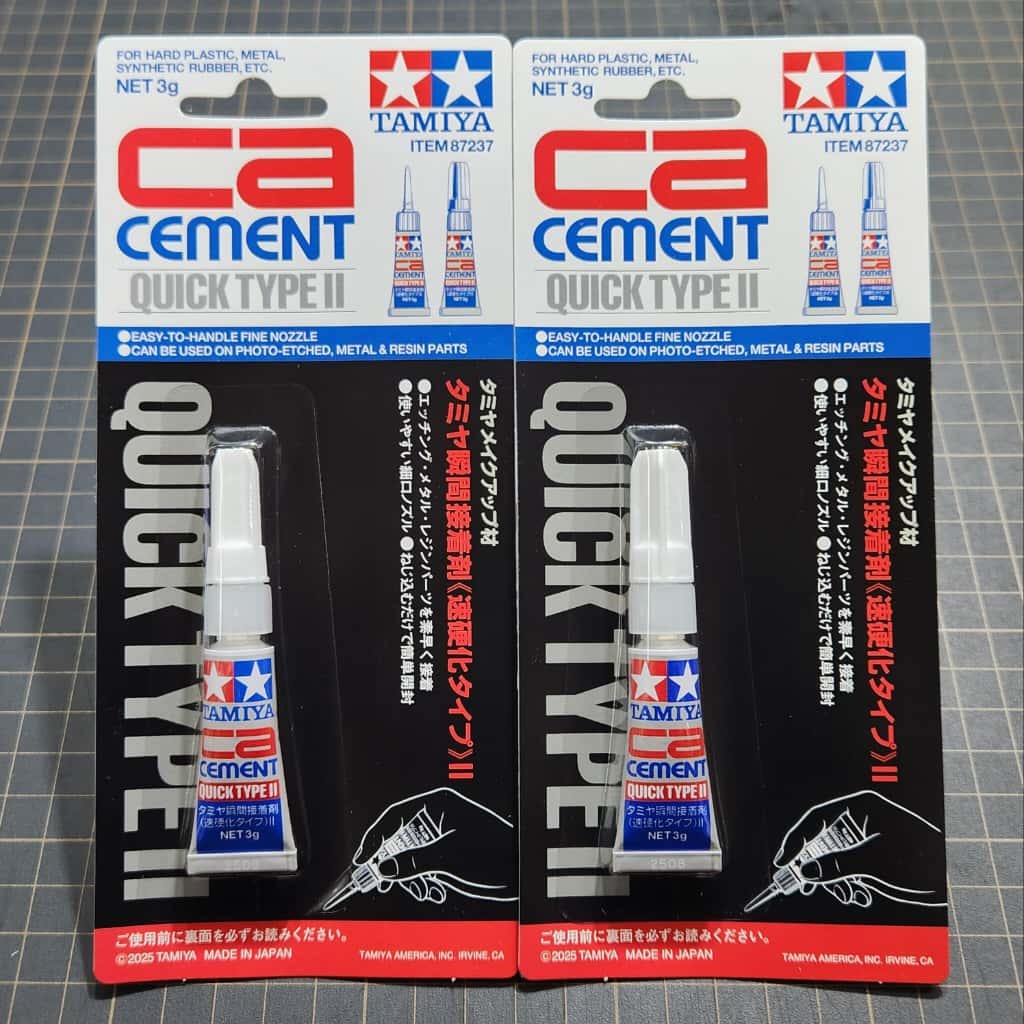 FOR HARD PLASTIC, METAL,
SYNTHETIC RUBBER, ETC.
NET 3g
TAMIYA
ITEM 87237
ca
CEMENT
QUICK TYPE II
TAMIYA
ca
CEMENT
TAMIYA
ca
CEMENT
●EASY-TO-HANDLE FINE NOZZLE
●CAN BE USED ON PHOTO-ETCHED, METAL & RESIN PARTS
タミヤ メイクアップ材
タミヤ瞬間接着剤〈速硬化タイプ〉II
●エッチング・メタル・レジンパーツを素早く接着
●使いやすい細口ノズル ●ねじ込むだけで簡単開封
QUICK TYPE II
TAMIYA
ca
CEMENT
QUICK TYPE II
タミヤ瞬間接着剤
(速硬化タイプ)II
NET 3g
ご使用前に裏面を必ずお読みください。
©2025 TAMIYA MADE IN JAPAN
TAMIYA AMERICA, INC. IRVINE, CA
FOR HARD PLASTIC, METAL,
SYNTHETIC RUBBER, ETC.
NET 3g
TAMIYA
ITEM 87237
ca
CEMENT
QUICK TYPE II
TAMIYA
ca
CEMENT
TAMIYA
ca
CEMENT
●EASY-TO-HANDLE FINE NOZZLE
●CAN BE USED ON PHOTO-ETCHED, METAL & RESIN PARTS
タミヤ メイクアップ材
タミヤ瞬間接着剤〈速硬化タイプ〉II
●エッチング・メタル・レジンパーツを素早く接着
●使いやすい細口ノズル ●ねじ込むだけで簡単開封
QUICK TYPE II
TAMIYA
ca
CEMENT
QUICK TYPE II
タミヤ瞬間接着剤
(速硬化タイプ)II
NET 3g
2508
ご使用前に裏面を必ずお読みください。
©2025 TAMIYA MADE IN JAPAN
TAMIYA AMERICA, INC. IRVINE, CA